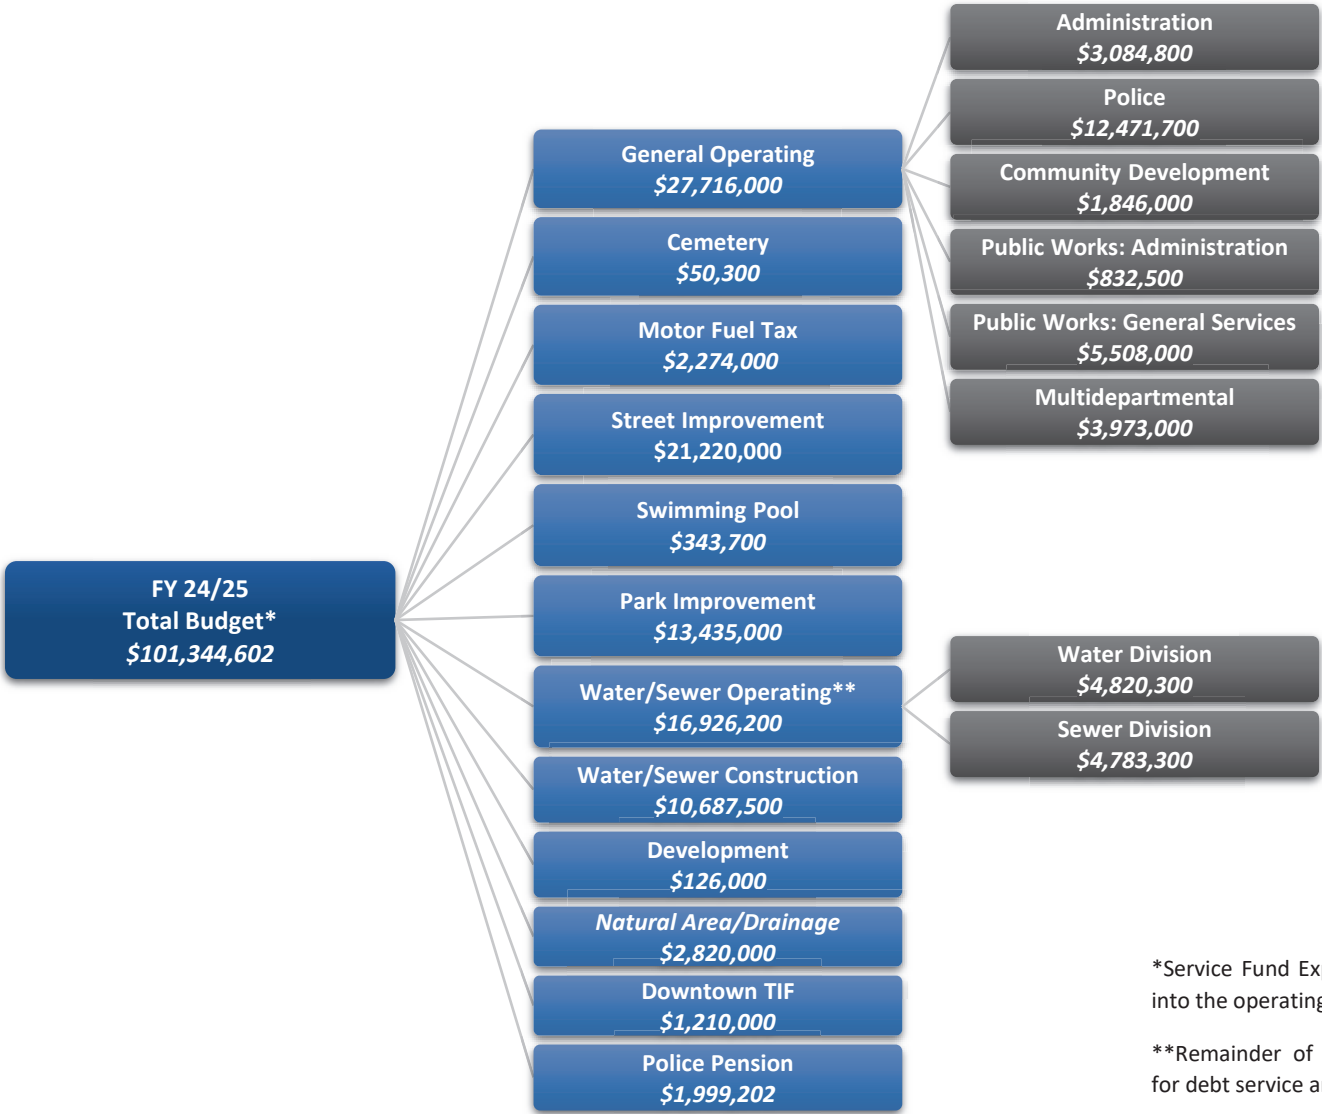 FY 24/25
Total Budget*
$101,344,602
General Operating
$27,716,000
Cemetery
$50,300
Motor Fuel Tax
$2,274,000
Street Improvement
$21,220,000
Swimming Pool
$343,700
Park Improvement
$13,435,000
Water/Sewer Operating**
$16,926,200
Water/Sewer Construction
$10,687,500
Development
$126,000
Natural Area/Drainage
$2,820,000
Downtown TIF
$1,210,000
Police Pension
$1,999,202
Administration
$3,084,800
Police
$12,471,700
Community Development
$1,846,000
Public Works: Administration
$832,500
Public Works: General Services
$5,508,000
Multidepartmental
$3,973,000
Water Division
$4,820,300
Sewer Division
$4,783,300
*Service Fund
into the operating
**Remainder of
for debt service